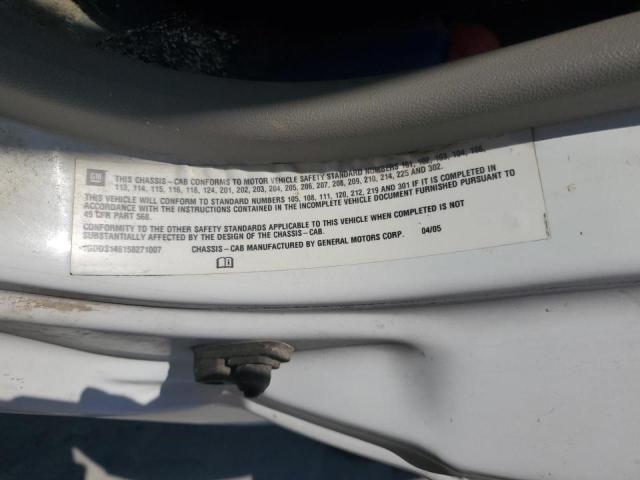 GM
THIS CHASSIS-CAB CONFORMS TO MOTOR VEHICLE SAFETY STANDARD NUMBERS 101, 102, 103, 104, 106,
113, 114, 115, 116, 118, 124, 201, 202, 203, 204, 205, 206, 207, 208, 209, 210, 214, 225 AND 302.
THIS VEHICLE WILL CONFORM TO STANDARD NUMBERS 105, 108, 111, 120, 212, 219 AND 301 IF IT IS COMPLETED IN
ACCORDANCE WITH THE INSTRUCTIONS CONTAINED IN THE INCOMPLETE VEHICLE DOCUMENT FURNISHED PURSUANT TO
49 CFR PART 568.
CONFORMITY TO THE OTHER SAFETY STANDARDS APPLICABLE TO THIS VEHICLE WHEN COMPLETED IS NOT
SUBSTANTIALLY AFFECTED BY THE DESIGN OF THE CHASSIS-CAB.
CHASSIS-CAB MANUFACTURED BY GENERAL MOTORS CORP. 04/05